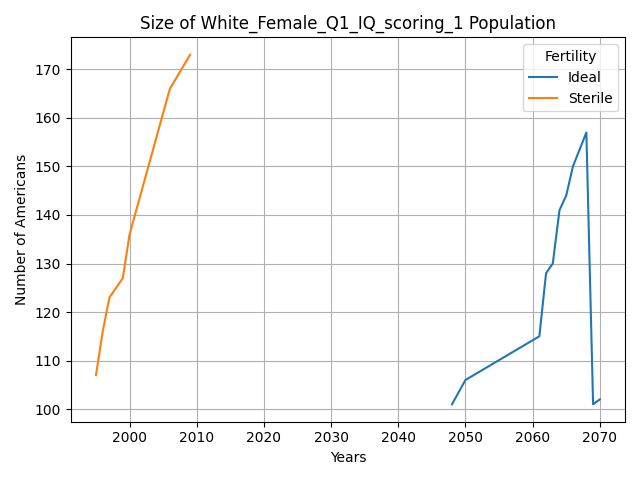 Size of White_Female_Q1_IQ_scoring_1 Population
Fertility
Ideal
Sterile
Number of Americans
170
160
150
140
130
120
110
100
2000 2010 2020 2030 2040 2050 2060 2070
Years